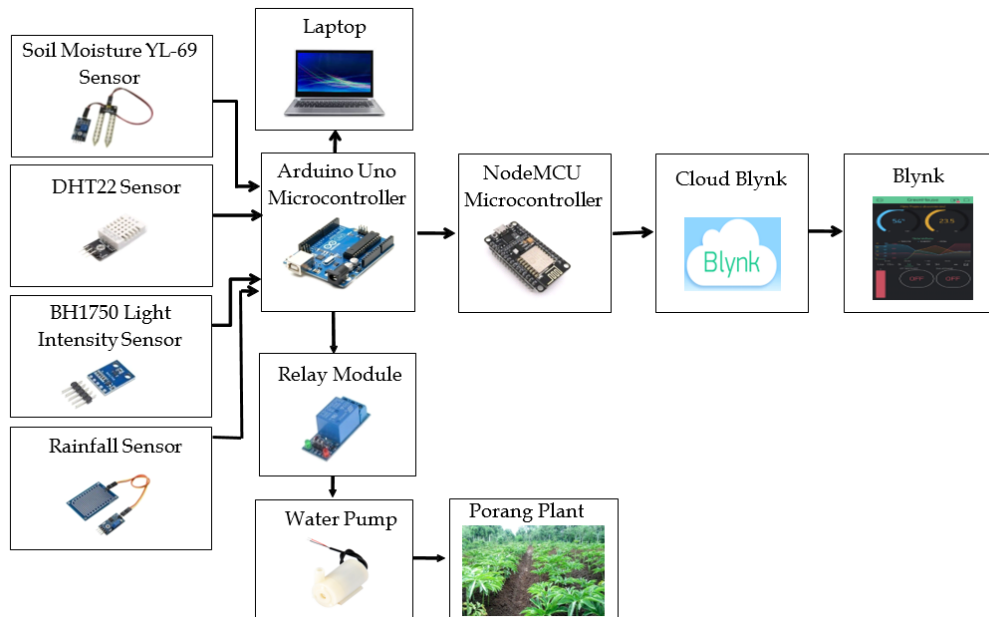 Laptop
Soil Moisture YL-69
Sensor
DHT22 Sensor
BH1750 Light
Intensity Sensor
Rainfall Sensor
Arduino Uno
Microcontroller
NodeMCU
Microcontroller
Cloud Blynk
Blynk
Blynk
OFF
OFF
Relay Module
Water Pump
Porang Plant